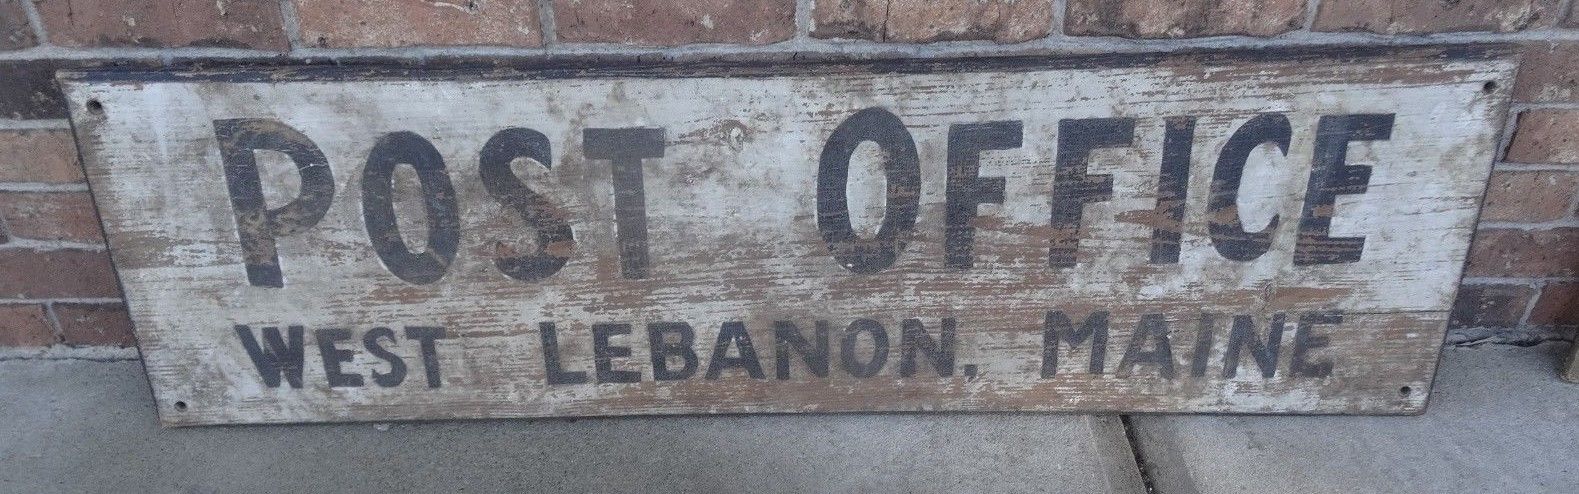 POST OFFICE
WEST LEBANON, MAINE